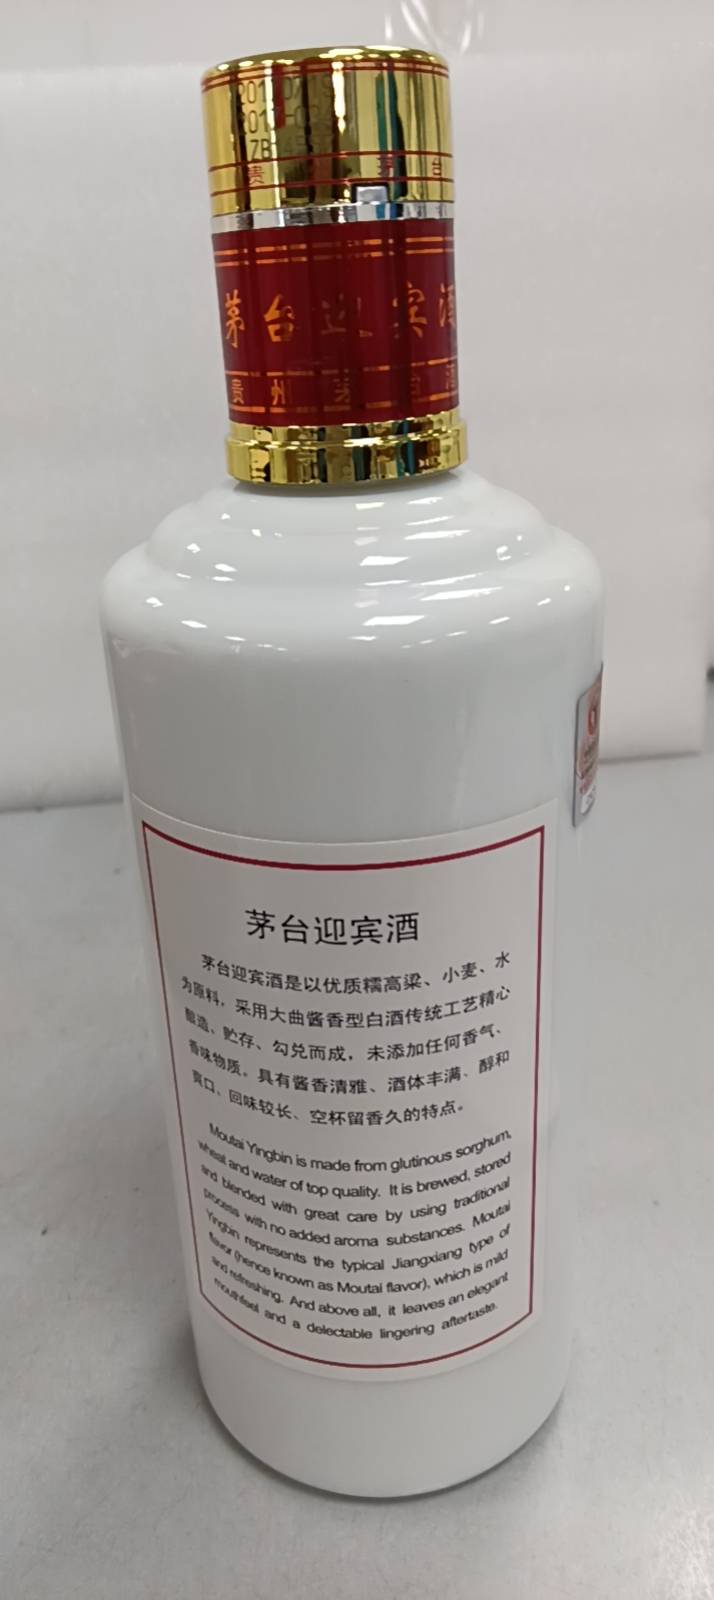 茅台
茅台迎宾酒
贵州茅台酒
茅台迎宾酒
茅台迎宾酒是以优质糯高粱、小麦、水
为原料，采用大曲酱香型白酒传统工艺精心
酿造、贮存、勾兑而成，未添加任何香气、
香味物质。具有酱香清雅、酒体丰满、醇和
爽口、回味较长、空杯留香久的特点。
Moutai Yingbin is made from glutinous sorghum,
wheat and water of top quality. It is brewed, stored
and blended with great care by using traditional
process with no added aroma substances. Moutai
Yingbin represents the typical Jiangxiang type of
flavor (hence known as Moutai flavor), which is mild
and refreshing. And above all, it leaves an elegant
mouthfeel and a delectable lingering aftertaste.